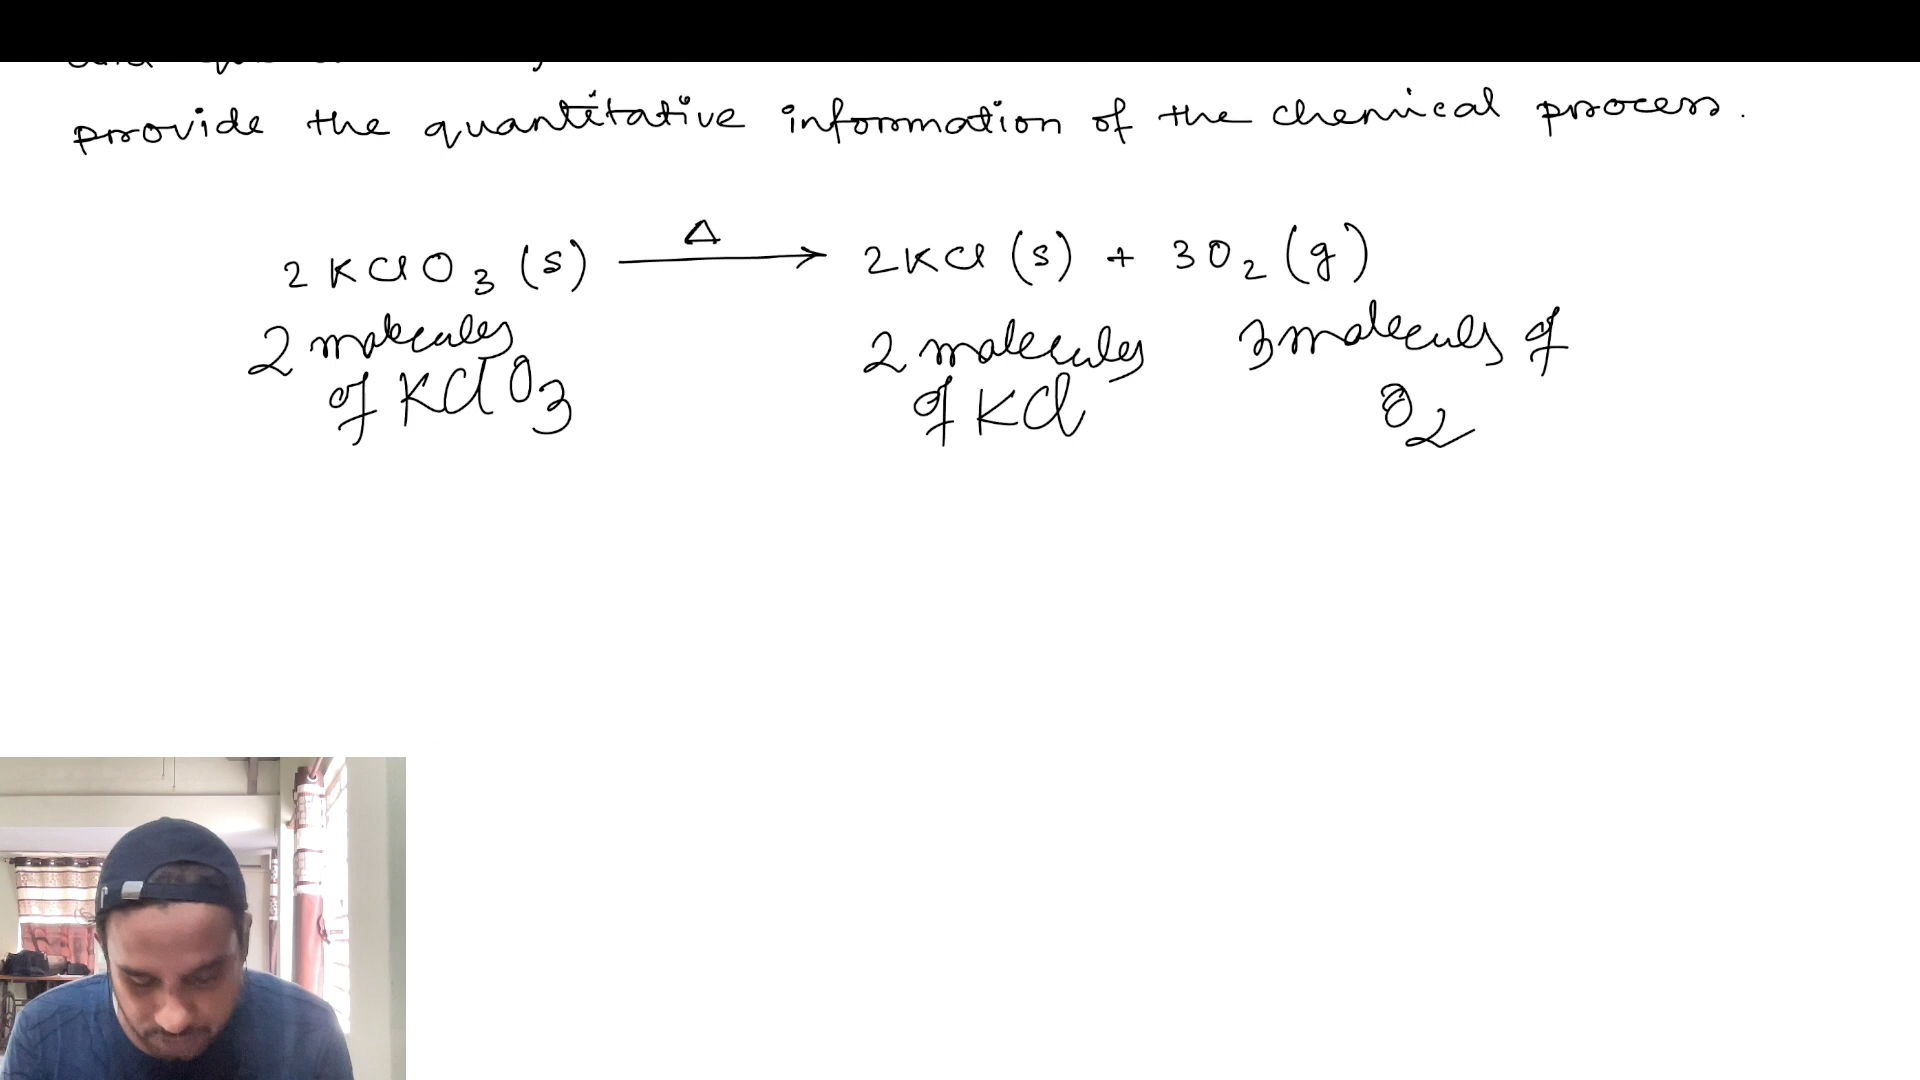 provide the quantitative information of the chemical process.
2 KClO3 (s) —Δ→ 2KCl (s) + 3O2 (g)
2 molecules of KClO3
2 molecules of KCl
3 molecules of O2